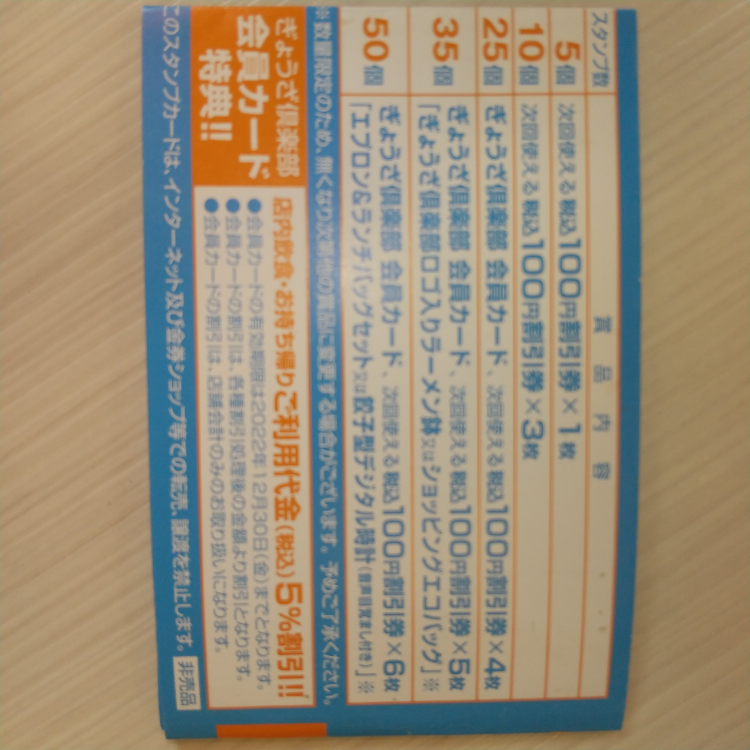 スタンプ数 賞品内容
5個 次回使える税込100円割引券×1枚
10個 次回使える税込100円割引券×3枚
25個 ぎょうざ倶楽部 会員カード、次回使える税込100円割引券×4枚
35個 ぎょうざ倶楽部 会員カード、次回使える税込100円割引券×5枚
「ぎょうざ倶楽部ロゴ入りラーメン鉢又はショッピングエコバッグ」※
50個 ぎょうざ倶楽部 会員カード、次回使える税込100円割引券×6枚
「エプロン&ランチバッグセット又は餃子型デジタル時計(音声目覚まし付き)」※
※数量限定のため、無くなり次第他の賞品に変更する場合がございます。予めご了承ください。
ぎょうざ倶楽部
会員カード
特典!!
店内飲食・お持ち帰りご利用代金(税込)5%割引!!
●会員カードの有効期限は2022年12月30日(金)までとなります。
●会員カードの割引は、各種割引処理後の金額より割引となります。
●会員カードの割引は、店舗会計のみのお取り扱いになります。
このスタンプカードは、インターネット及び金券ショップ等での転売、譲渡を禁止します。 非売品